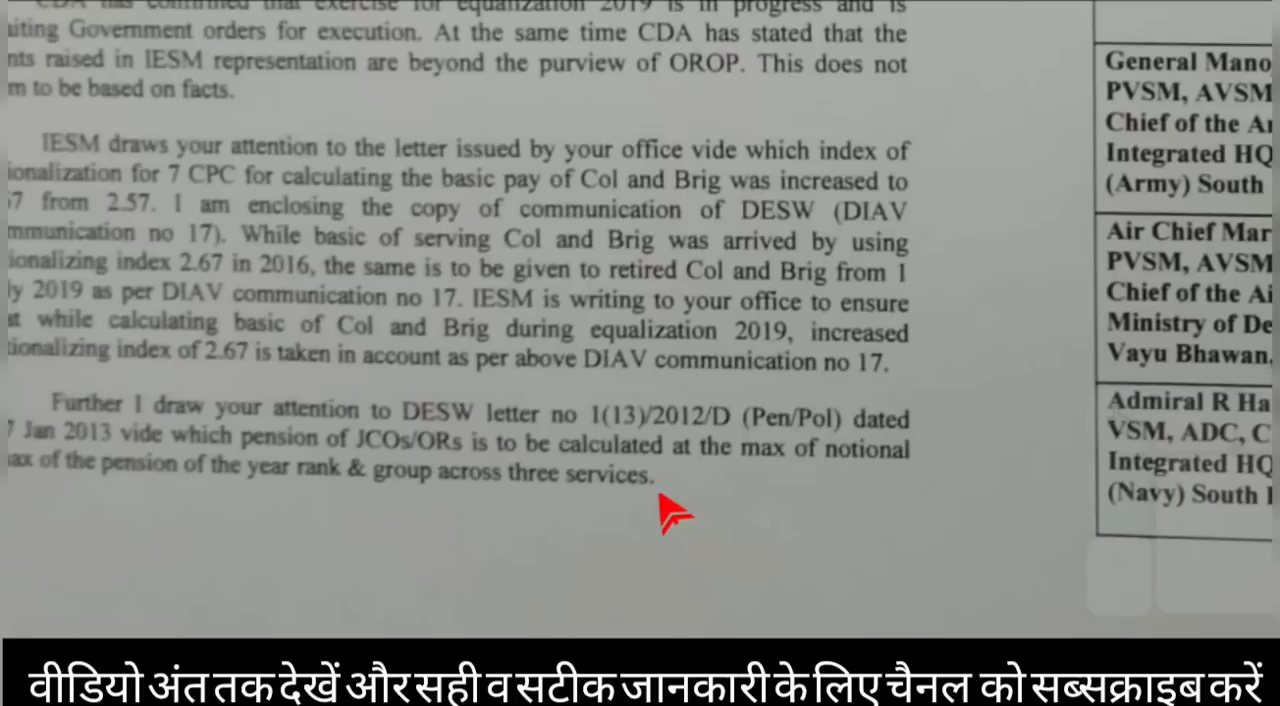 CDA has confirmed that exercise for equalization 2019 is in progress and is
iting Government orders for execution. At the same time CDA has stated that the
nts raised in IESM representation are beyond the purview of OROP. This does not
m to be based on facts.
IESM draws your attention to the letter issued by your office vide which index of
ionalization for 7 CPC for calculating the basic pay of Col and Brig was increased to
7 from 2.57. I am enclosing the copy of communication of DESW (DIAV
mmunication no 17). While basic of serving Col and Brig was arrived by using
ionalizing index 2.67 in 2016, the same is to be given to retired Col and Brig from 1
ly 2019 as per DIAV communication no 17. IESM is writing to your office to ensure
at while calculating basic of Col and Brig during equalization 2019, increased
tionalizing index of 2.67 is taken in account as per above DIAV communication no 17.
Further I draw your attention to DESW letter no 1(13)/2012/D (Pen/Pol) dated
7 Jan 2013 vide which pension of JCOs/ORs is to be calculated at the max of notional
ax of the pension of the year rank & group across three services.
General Mano
PVSM, AVSM
Chief of the Ar
Integrated HQ
(Army) South
Air Chief Mar
PVSM, AVSM
Chief of the Ai
Ministry of De
Vayu Bhawan,
Admiral R Ha
VSM, ADC, C
Integrated HQ
(Navy) South
वीडियो अंत तक देखें और सही व सटीक जानकारी के लिए चैनल को सब्सक्राइब करें